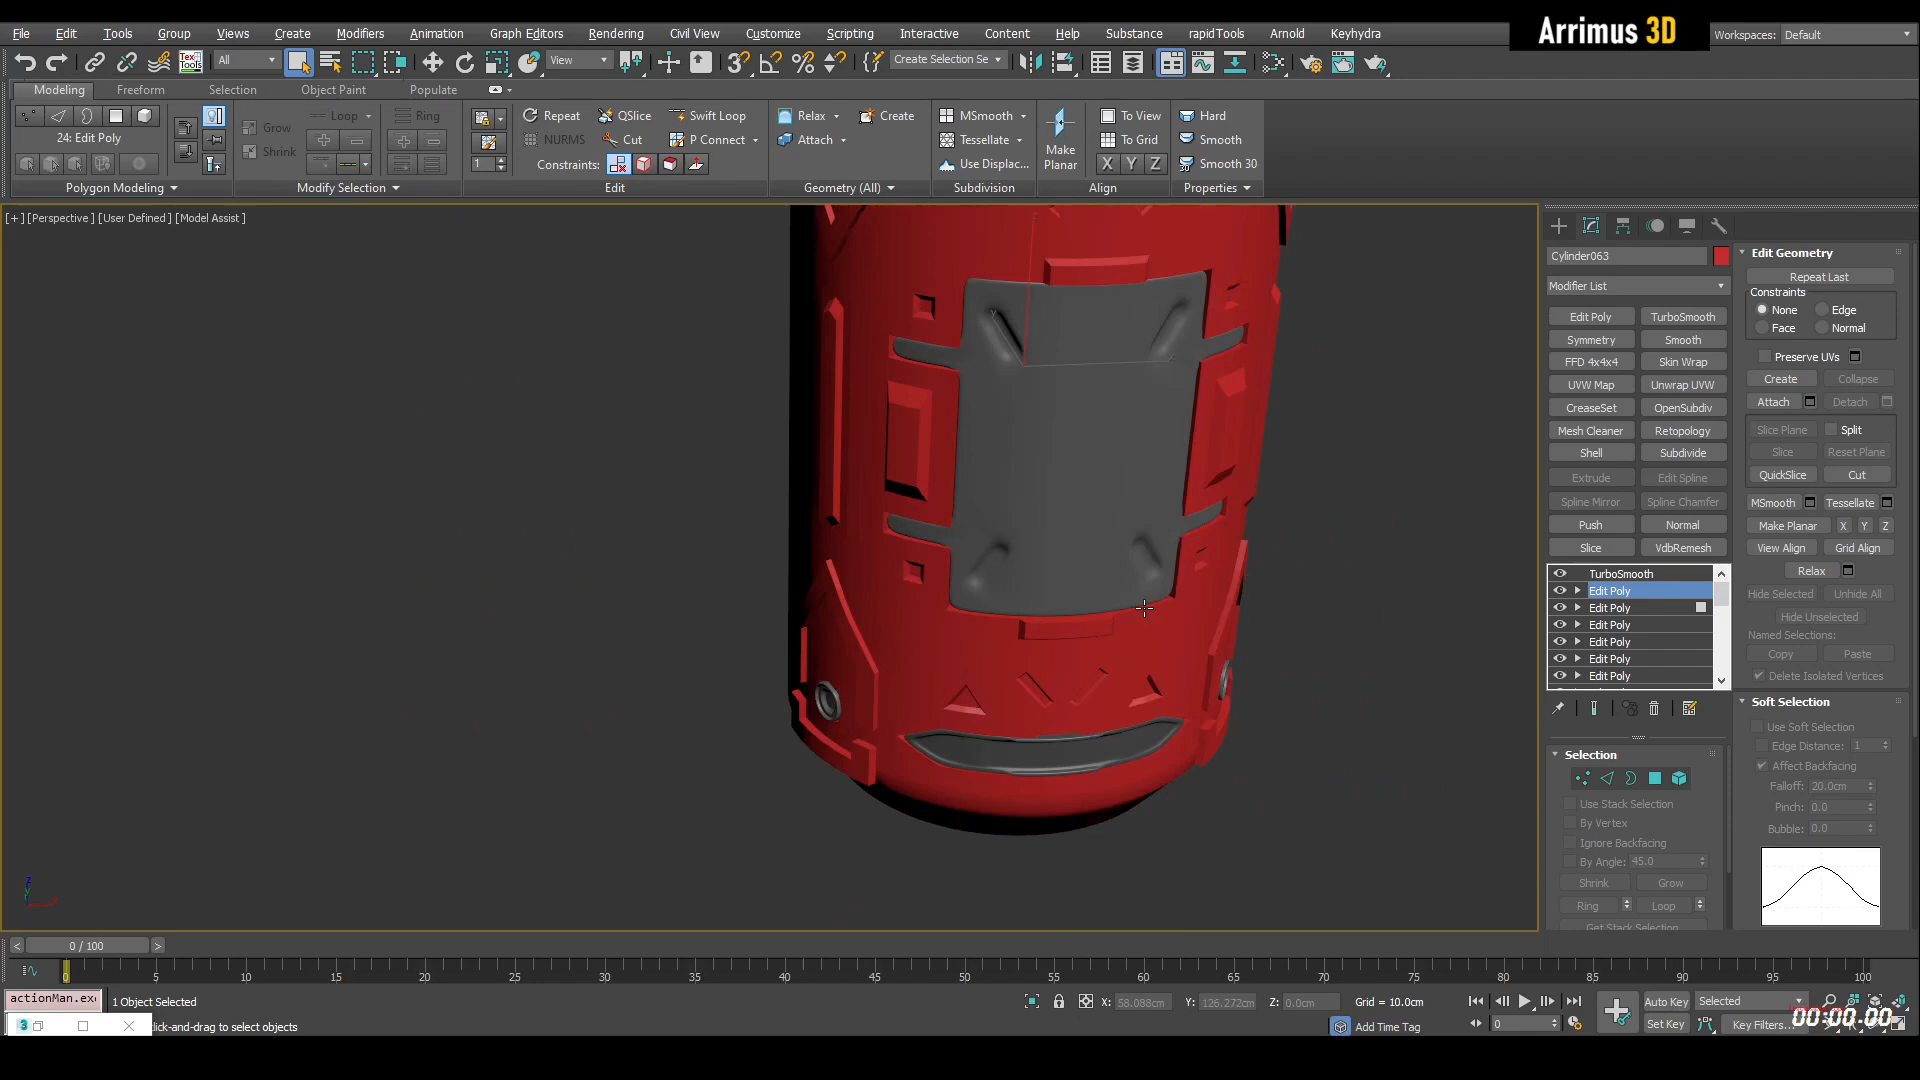 Arrimus 3D
File Edit Tools Group Views Create Modifiers Animation Graph Editors Rendering Civil View Customize Scripting Interactive Content Help Substance rapidTools Arnold Keyhydra
Workspaces: Default
All View Create Selection Se
Modeling Freeform Selection Object Paint Populate
24: Edit Poly
Grow Loop Ring
Shrink
Repeat QSlice Swift Loop
NURMS Cut P Connect
1 Constraints:
Relax Create
Attach
MSmooth
Tessellate
Use Displac...
Make Planar
To View
To Grid
X Y Z
Hard
Smooth
Smooth 30
Polygon Modeling Modify Selection Edit Geometry (All) Subdivision Align Properties
[+] [Perspective] [User Defined] [Model Assist]
Cylinder063
Modifier List
Edit Poly TurboSmooth
Symmetry Smooth
FFD 4x4x4 Skin Wrap
UVW Map Unwrap UVW
CreaseSet OpenSubdiv
Mesh Cleaner Retopology
Shell Subdivide
Extrude Edit Spline
Spline Mirror Spline Chamfer
Push Normal
Slice VdbRemesh
TurboSmooth
Edit Poly
Edit Poly
Edit Poly
Edit Poly
Edit Poly
Edit Poly
Selection
Use Stack Selection
By Vertex
Ignore Backfacing
By Angle: 45.0
Shrink Grow
Ring Loop
Get Stack Selection
Edit Geometry
Repeat Last
Constraints
None Edge
Face Normal
Preserve UVs
Create Collapse
Attach Detach
Slice Plane Split
Slice Reset Plane
QuickSlice Cut
MSmooth Tessellate
Make Planar X Y Z
View Align Grid Align
Relax
Hide Selected Unhide All
Hide Unselected
Named Selections:
Copy Paste
Delete Isolated Vertices
Soft Selection
Use Soft Selection
Edge Distance: 1
Affect Backfacing
Falloff: 20.0cm
Pinch: 0.0
Bubble: 0.0
< 0 / 100 >
0 5 10 15 20 25 30 35 40 45 50 55 60 65 70 75 80 85 90 95 100
actionMan.exe
1 Object Selected
X: 58.088cm Y: -126.272cm Z: 0.0cm Grid = 10.0cm
Auto Key Selected
3
click-and-drag to select objects
Add Time Tag
0
Set Key Key Filters...
00:00.00